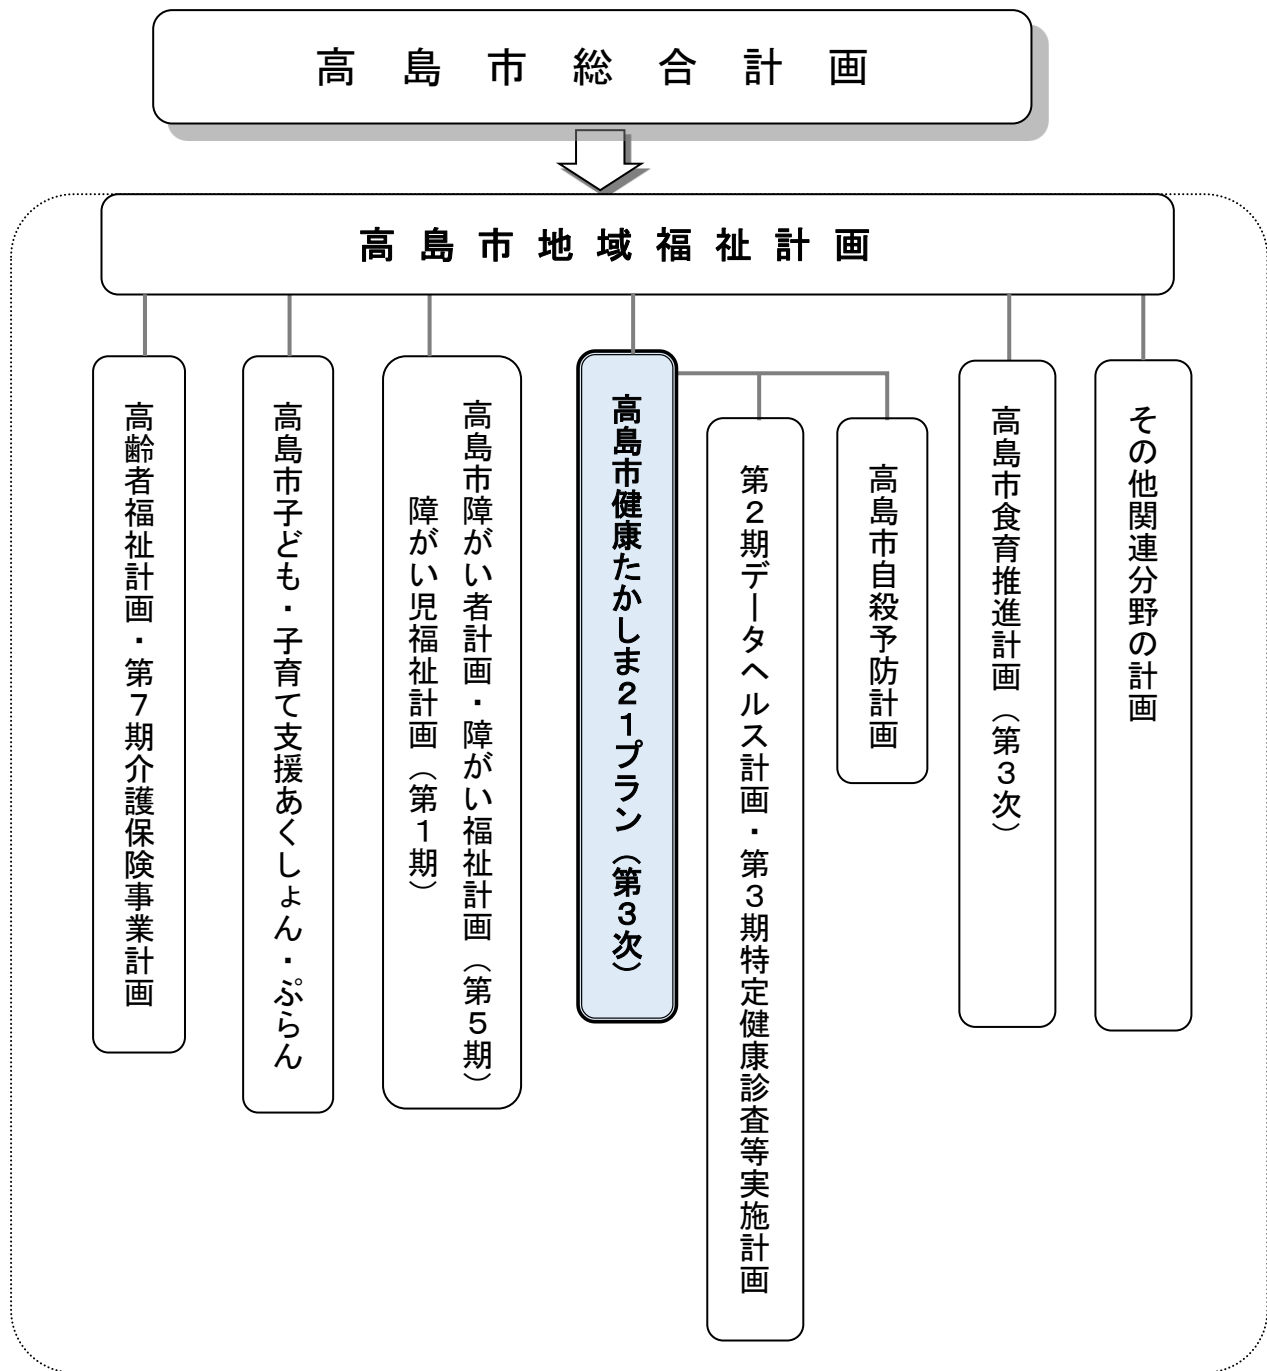 高島市総合計画
高島市地域福祉計画
高齢者福祉計画・第７期介護保険事業計画
高島市子ども・子育て支援あくしょん・ぷらん
高島市障がい者計画・障がい福祉計画（第５期）
障がい児福祉計画（第１期）
高島市健康たかしま２１プラン（第３次）
第２期データヘルス計画・第３期特定健康診査等実施計画
高島市自殺予防計画
高島市食育推進計画（第３次）
その他関連分野の計画